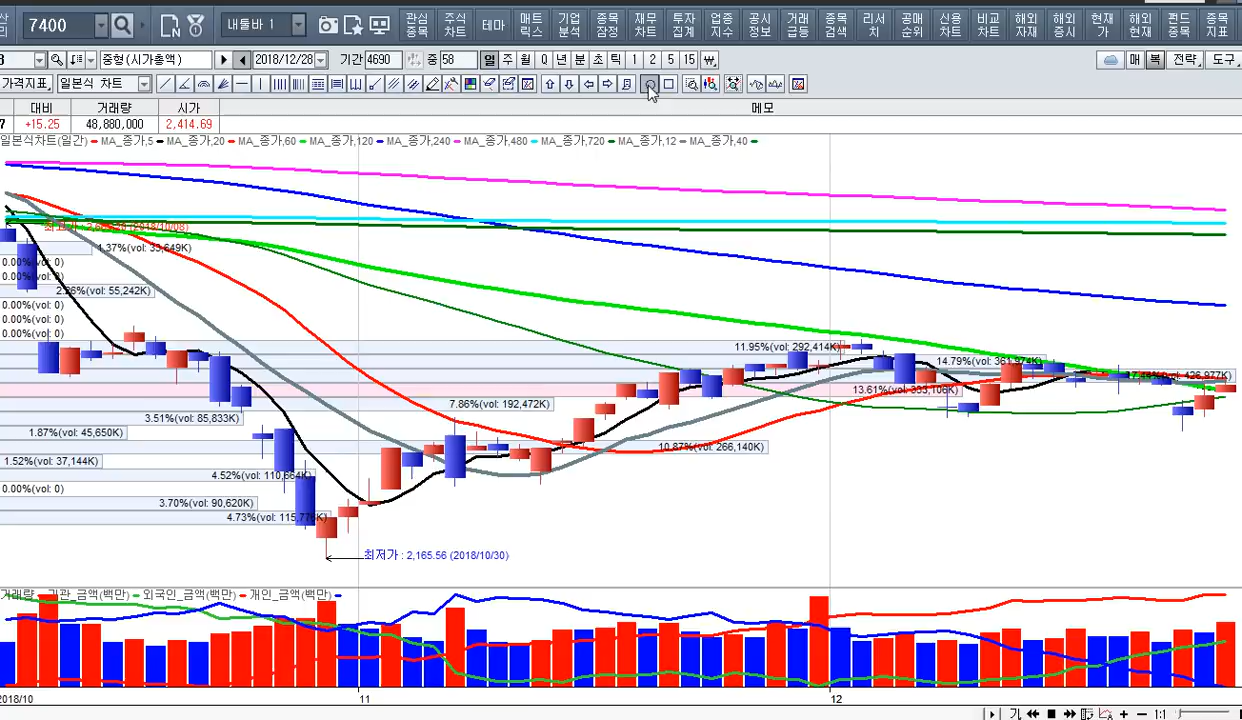 7400 내툴바 1 관심종목 주식차트 테마 매트릭스 기업분석 종목잠정 재무차트 투자집계 업종지수 공시정보 거래급등 종목검색 리서치 공매순위 신용차트 비교차트 해외자재 해외증시 현재가 해외현재 펀드종목 종목지표
중형(시가총액) 2018/12/28 기간 4690 중 58 일 주 월 Q 년 분 초 틱 1 2 5 15 매 복 전략 도구
가격지표 일본식 차트
대비 거래량 시가 메모
7 +15.25 48,880,000 2,414.69
일본식차트(일간) MA_종가,5 MA_종가,20 MA_종가,60 MA_종가,120 MA_종가,240 MA_종가,480 MA_종가,720 MA_종가,12 MA_종가,40
1.37%(vol: 33,649K)
0.00%(vol: 0)
2.26%(vol: 55,242K)
0.00%(vol: 0)
0.00%(vol: 0)
0.00%(vol: 0)
11.95%(vol: 292,414K)
14.79%(vol: 361,974K)
13.61%(vol: 333,106K)
7.86%(vol: 192,472K)
3.51%(vol: 85,833K)
1.87%(vol: 45,650K)
10.87%(vol: 266,140K)
1.52%(vol: 37,144K)
4.52%(vol: 110,664K)
0.00%(vol: 0)
3.70%(vol: 90,620K)
최저가 : 2,165.56 (2018/10/30)
거래량 기관_금액(백만) 외국인_금액(백만) 개인_금액(백만)
2018/10 11 12
1:1